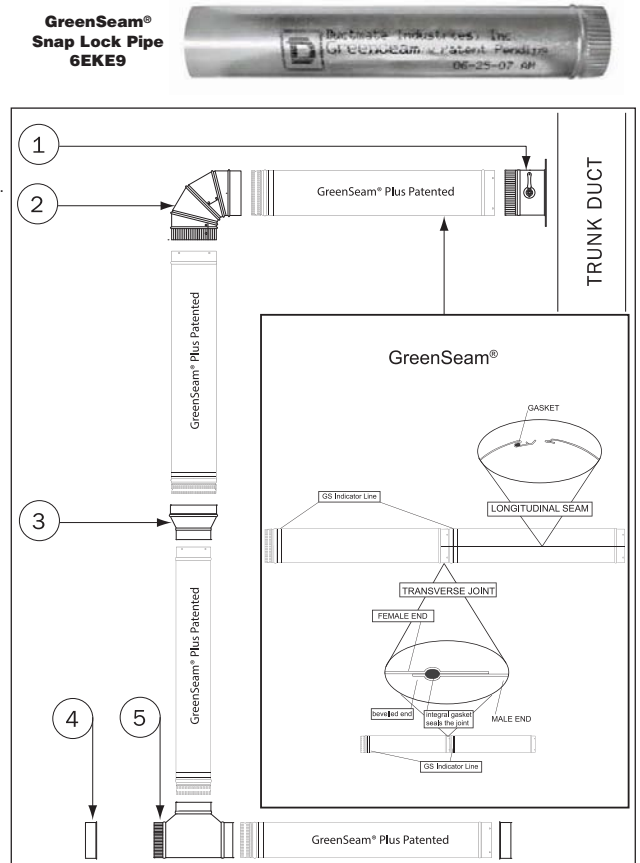 GreenSeam®
Snap Lock Pipe
6EKE9
Ductmate Industries, Inc.
GreenSeam & Patent Pending
06-25-07 AM
1
2
GreenSeam® Plus Patented
TRUNK DUCT
GreenSeam® Plus Patented
GreenSeam®
GASKET
GS Indicator Line
LONGITUDINAL SEAM
3
TRANSVERSE JOINT
FEMALE END
GreenSeam® Plus Patented
bevelled end
integral gasket
seals the joint
MALE END
GS Indicator Line
4
5
GreenSeam® Plus Patented